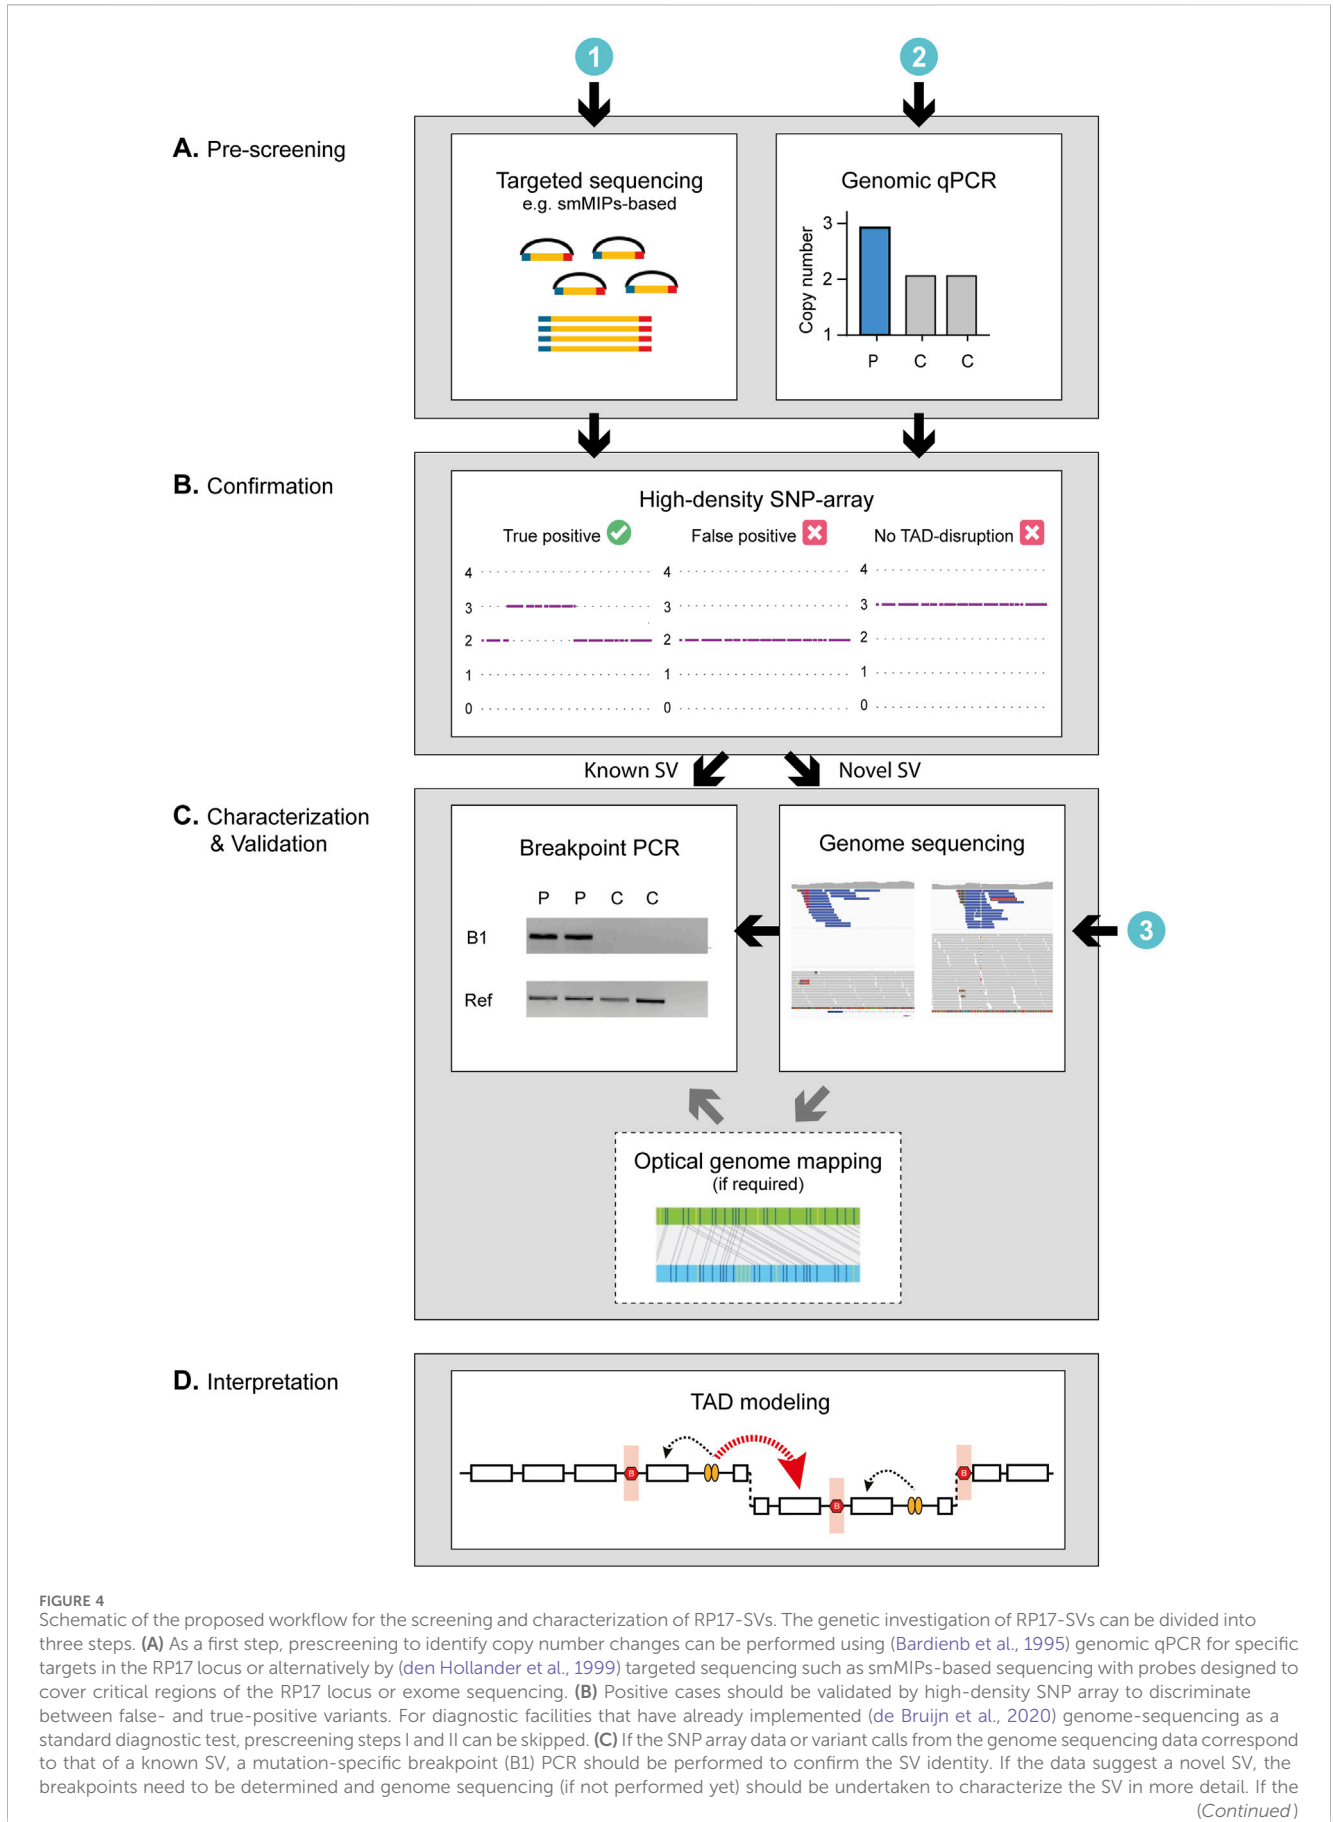 1
2
A. Pre-screening
Targeted sequencing
e.g. smMIPs-based
Genomic qPCR
Copy number
3
2
1
P C C
B. Confirmation
High-density SNP-array
True positive
False positive
No TAD-disruption
4
3
2
1
0
4
3
2
1
0
4
3
2
1
0
Known SV
Novel SV
C. Characterization
& Validation
Breakpoint PCR
P P C C
B1
Ref
Genome sequencing
3
Optical genome mapping
(if required)
D. Interpretation
TAD modeling
B
B
B
FIGURE 4
Schematic of the proposed workflow for the screening and characterization of RP17-SVs. The genetic investigation of RP17-SVs can be divided into
three steps. (A) As a first step, prescreening to identify copy number changes can be performed using (Bardienb et al., 1995) genomic qPCR for specific
targets in the RP17 locus or alternatively by (den Hollander et al., 1999) targeted sequencing such as smMIPs-based sequencing with probes designed to
cover critical regions of the RP17 locus or exome sequencing. (B) Positive cases should be validated by high-density SNP array to discriminate
between false- and true-positive variants. For diagnostic facilities that have already implemented (de Bruijn et al., 2020) genome-sequencing as a
standard diagnostic test, prescreening steps I and II can be skipped. (C) If the SNP array data or variant calls from the genome sequencing data correspond
to that of a known SV, a mutation-specific breakpoint (B1) PCR should be performed to confirm the SV identity. If the data suggest a novel SV, the
breakpoints need to be determined and genome sequencing (if not performed yet) should be undertaken to characterize the SV in more detail. If the
(Continued)